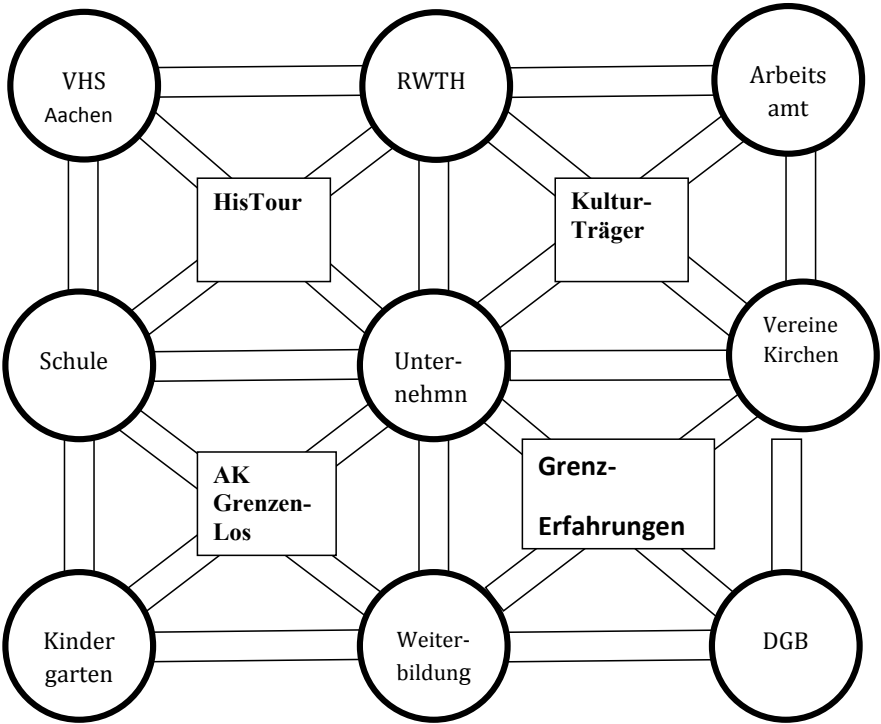 VHS
Aachen
RWTH
Arbeits
amt
HisTour
Kultur-
Träger
Schule
Unter-
nehmn
Vereine
Kirchen
AK
Grenzen-
Los
Grenz-
Erfahrungen
Kinder
garten
Weiter-
bildung
DGB